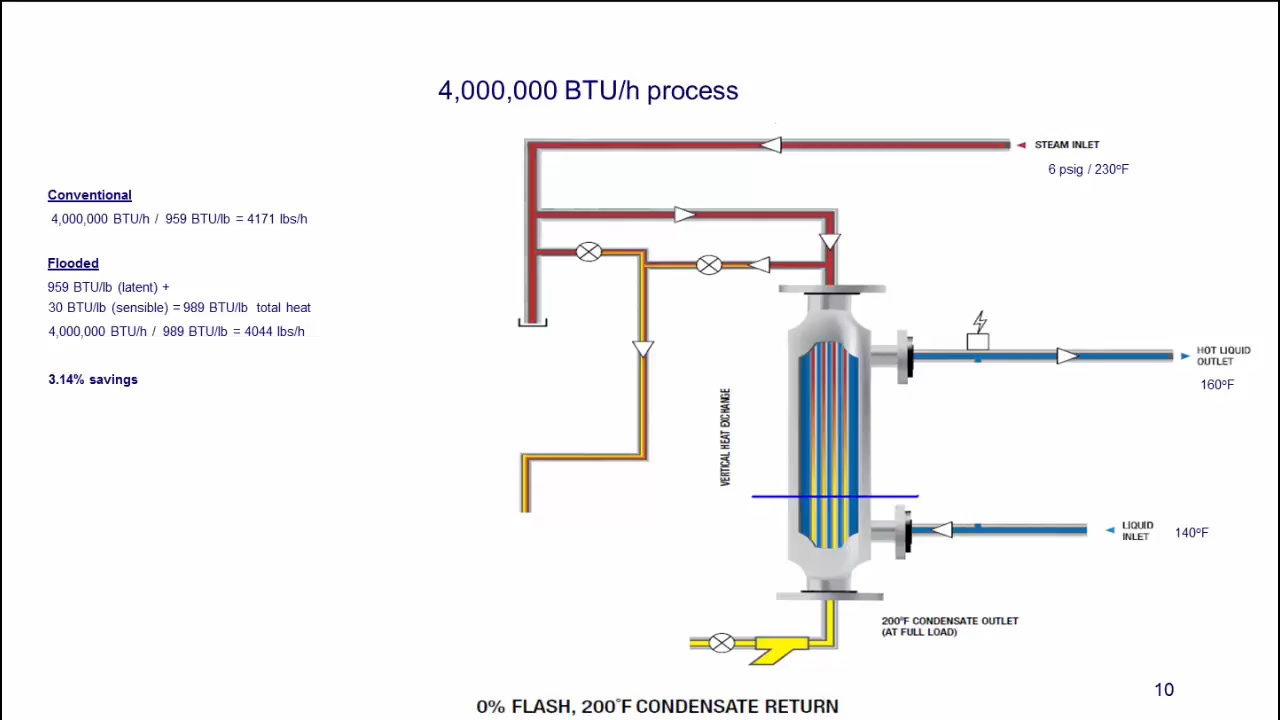 4,000,000 BTU/h process
STEAM INLET
6 psig / 230ºF
Conventional
4,000,000 BTU/h / 959 BTU/lb = 4171 lbs/h
Flooded
959 BTU/lb (latent) +
30 BTU/lb (sensible) = 989 BTU/lb total heat
4,000,000 BTU/h / 989 BTU/lb = 4044 lbs/h
3.14% savings
HOT LIQUID
OUTLET
160ºF
VERTICAL HEAT EXCHANGE
LIQUID
INLET
140ºF
200°F CONDENSATE OUTLET
(AT FULL LOAD)
10
0% FLASH, 200°F CONDENSATE RETURN